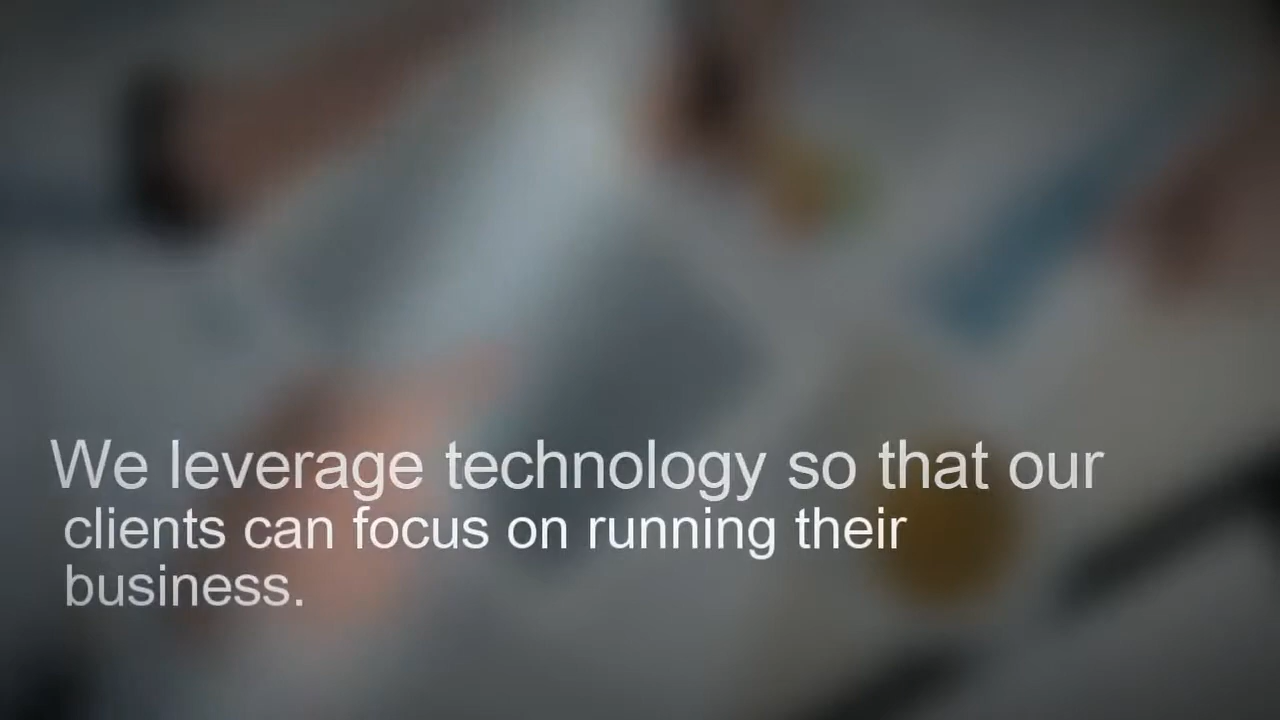 We leverage technology so that our
clients can focus on running their
business.